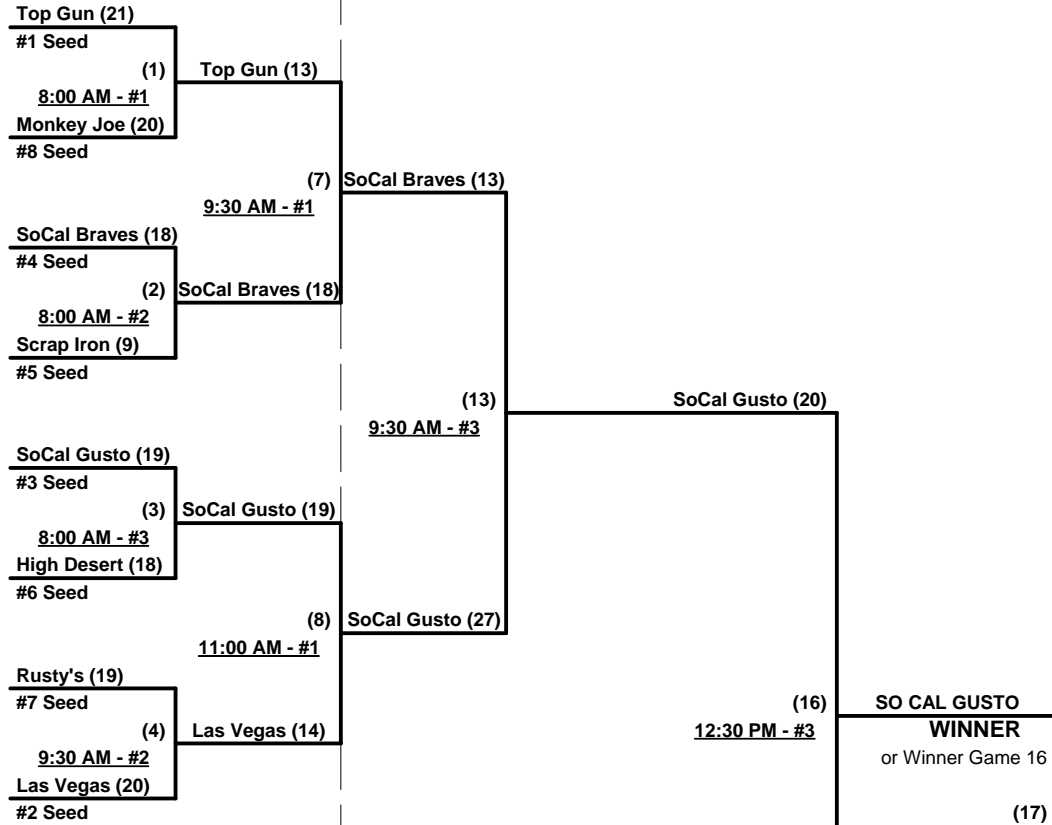 Top Gun (21)
#1 Seed
(1)
Top Gun (13)
8:00 AM - #1
Monkey Joe (20)
#8 Seed
(7)
SoCal Braves (13)
9:30 AM - #1
SoCal Braves (18)
#4 Seed
(2)
SoCal Braves (18)
8:00 AM - #2
Scrap Iron (9)
#5 Seed
(13)
SoCal Gusto (20)
9:30 AM - #3
SoCal Gusto (19)
#3 Seed
(3)
SoCal Gusto (19)
8:00 AM - #3
High Desert (18)
#6 Seed
(8)
SoCal Gusto (27)
11:00 AM - #1
Rusty's (19)
#7 Seed
(16)
SO CAL GUSTO
(4)
Las Vegas (14)
12:30 PM - #3
WINNER
9:30 AM - #2
or Winner Game 16
Las Vegas (20)
#2 Seed
(17)